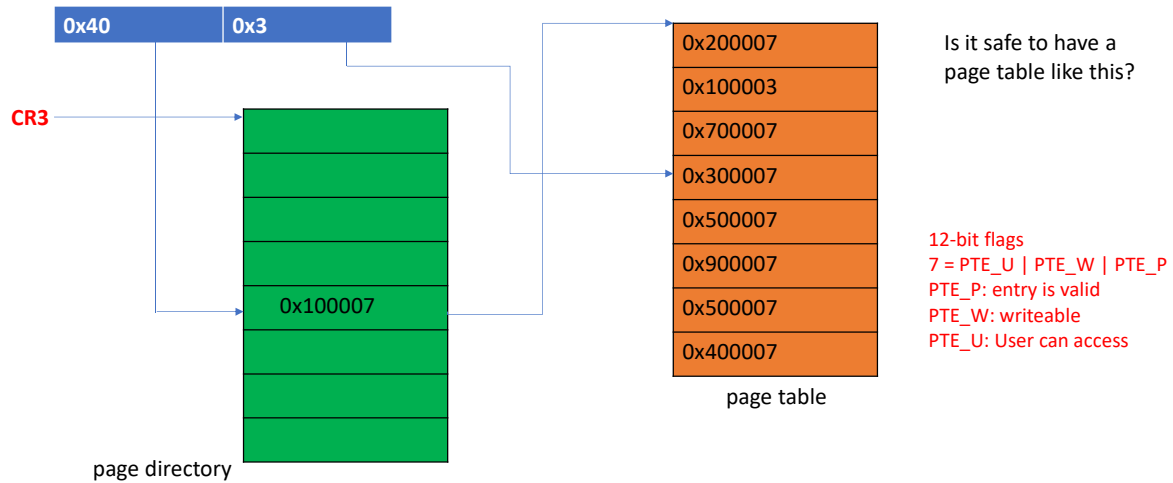 0x40
0x3
CR3
0x100007
page directory
0x200007
0x100003
0x700007
0x300007
0x500007
0x900007
0x500007
0x400007
page table
Is it safe to have a
page table like this?
12-bit flags
7 = PTE_U | PTE_W | PTE_P
PTE_P: entry is valid
PTE_W: writeable
PTE_U: User can access